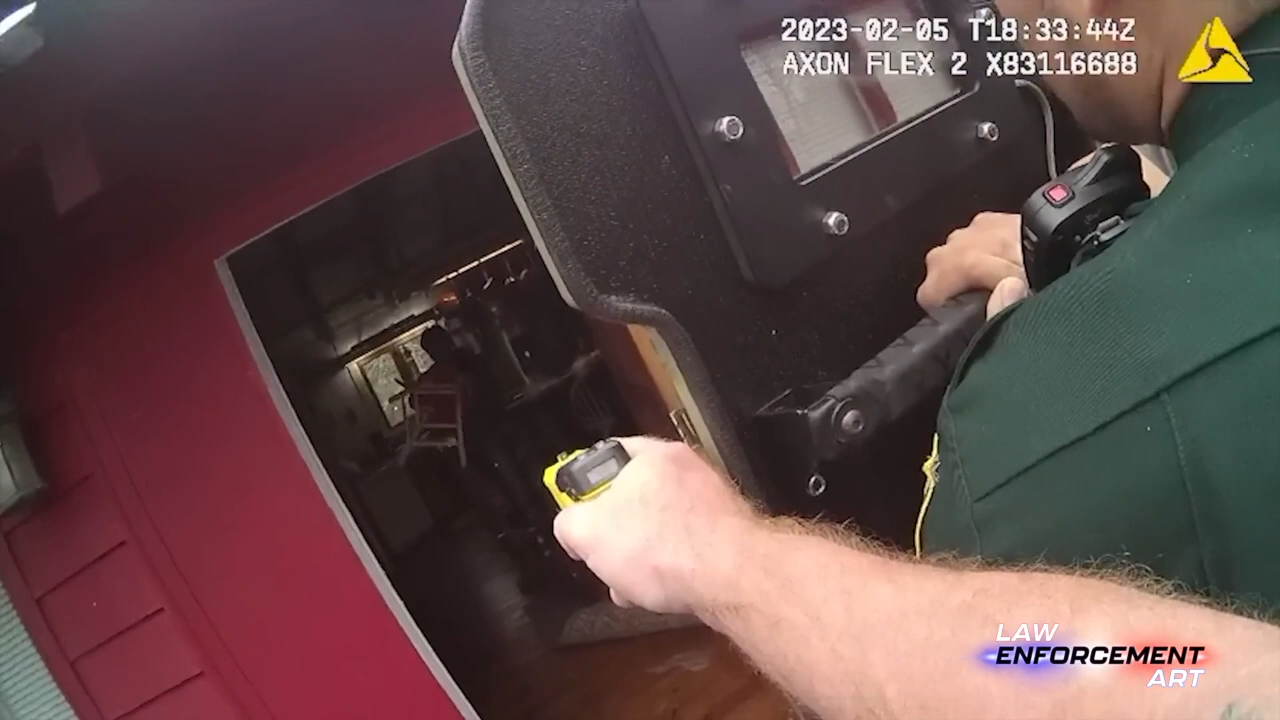 2023-02-05 T18:33:44Z
AXON FLEX 2 X83116688
LAW
ENFORCEMENT
ART